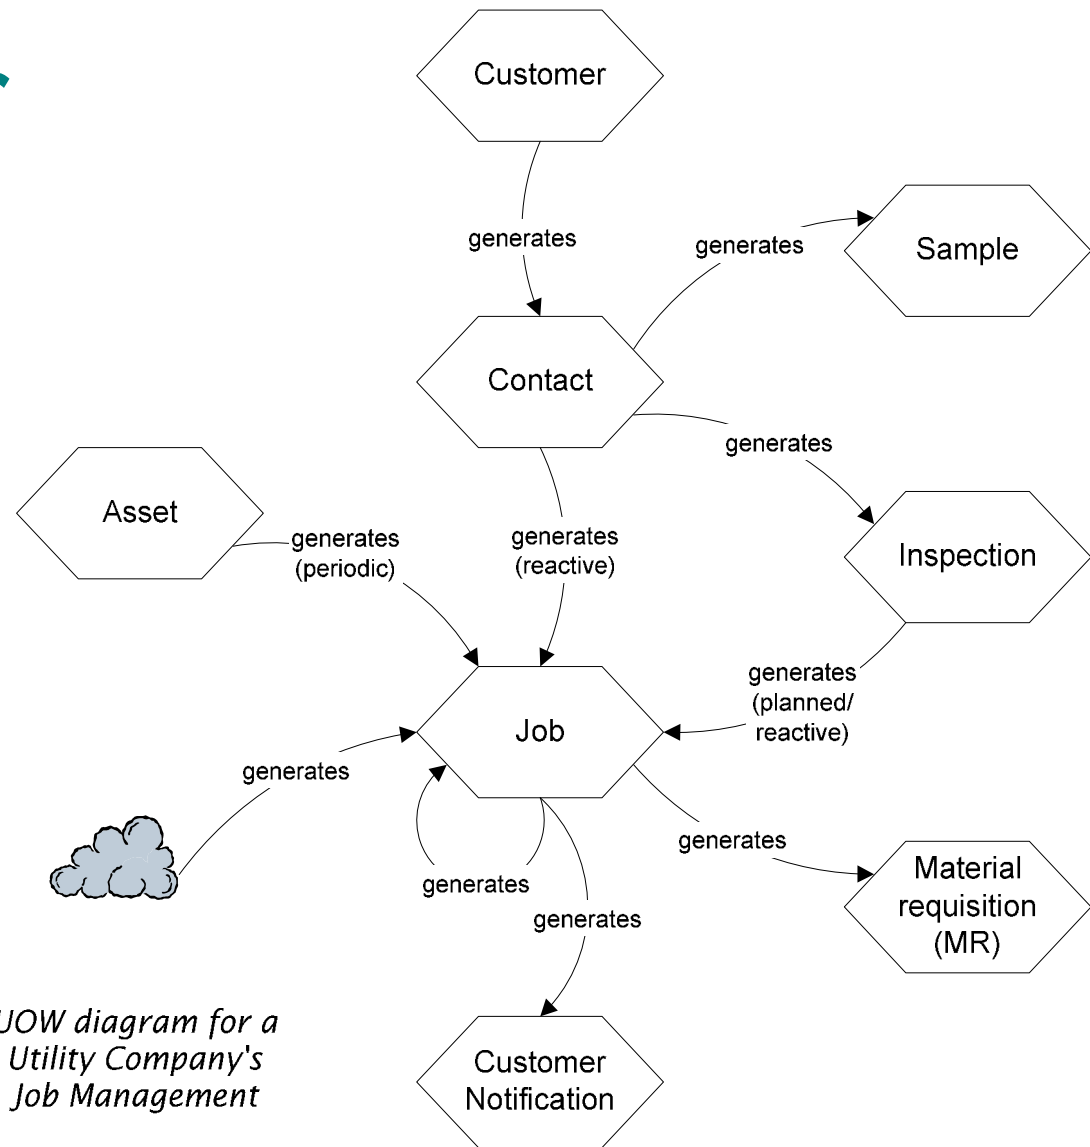 Customer
generates
generates
Sample
Contact
generates
Asset
generates
(periodic)
generates
(reactive)
Inspection
generates
(planned/
reactive)
Job
generates
generates
generates
Material
requisition
(MR)
generates
UOW diagram for a
Utility Company's
Job Management
Customer
Notification